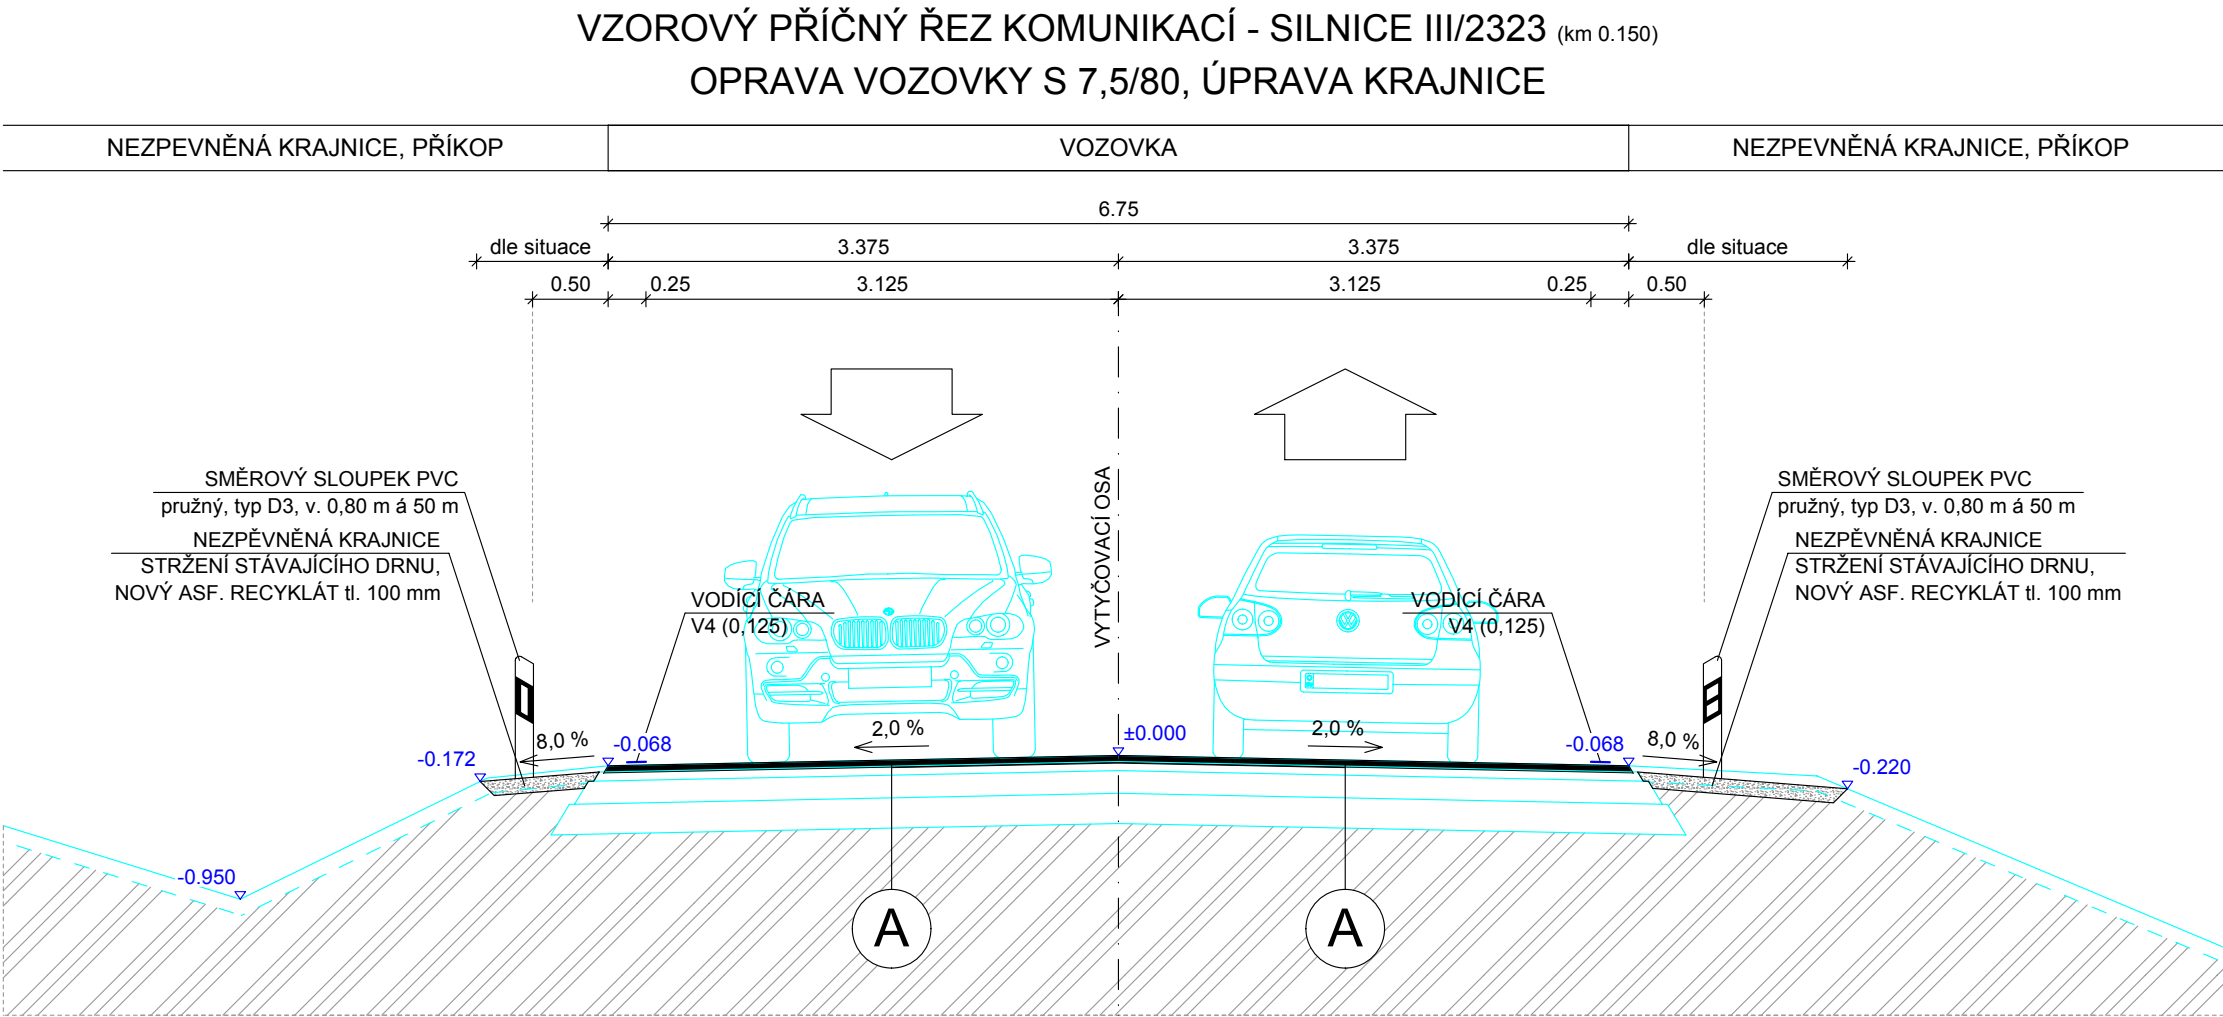 VZOROVÝ PŘÍČNÝ ŘEZ KOMUNIKACÍ - SILNICE III/2323 (km 0.150)
OPRAVA VOZOVKY S 7,5/80, ÚPRAVA KRAJNICE
NEZPEVNĚNÁ KRAJNICE, PŘÍKOP
VOZOVKA
NEZPEVNĚNÁ KRAJNICE, PŘÍKOP
6.75
dle situace
3.375
3.375
dle situace
0.50
0.25
3.125
3.125
0.25
0.50
SMĚROVÝ SLOUPEK PVC
pružný, typ D3, v. 0,80 m á 50 m
NEZPĚVNĚNÁ KRAJNICE
STRŽENÍ STÁVAJÍCÍHO DRNU,
NOVÝ ASF. RECYKLÁT tl. 100 mm
VODÍCÍ ČÁRA
V4 (0,125)
VYTYČOVACÍ OSA
VODÍCÍ ČÁRA
V4 (0,125)
SMĚROVÝ SLOUPEK PVC
pružný, typ D3, v. 0,80 m á 50 m
NEZPĚVNĚNÁ KRAJNICE
STRŽENÍ STÁVAJÍCÍHO DRNU,
NOVÝ ASF. RECYKLÁT tl. 100 mm
-0.172
8,0 %
-0.068
2,0 %
±0.000
2,0 %
-0.068
8,0 %
-0.220
-0.950
A
A